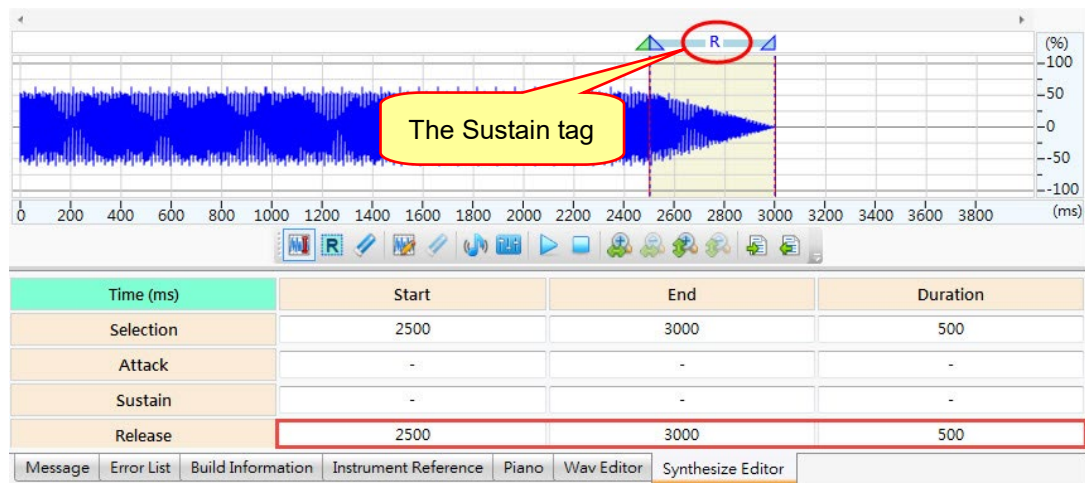 R
(%)
100
50
0
-50
-100
The Sustain tag
0 200 400 600 800 1000 1200 1400 1600 1800 2000 2200 2400 2600 2800 3000 3200 3400 3600 3800 (ms)
R
Time (ms) Start End Duration
Selection 2500 3000 500
Attack - - -
Sustain - - -
Release 2500 3000 500
Message Error List Build Information Instrument Reference Piano Wav Editor Synthesize Editor